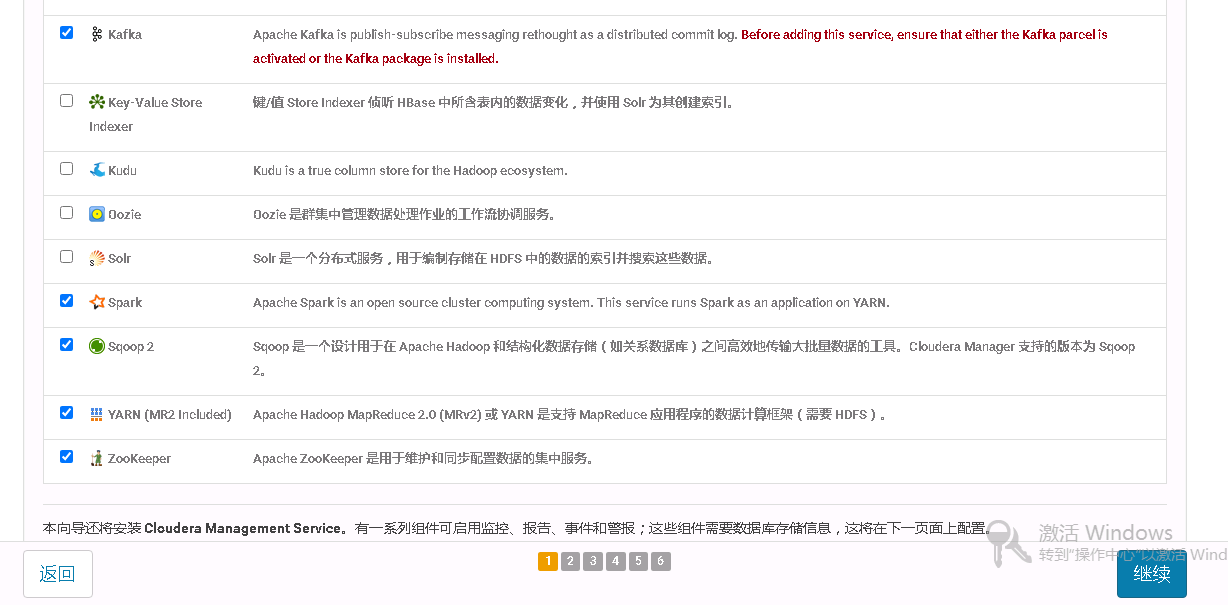 Kafka
Apache Kafka is publish-subscribe messaging rethought as a distributed commit log. Before adding this service, ensure that either the Kafka parcel is
activated or the Kafka package is installed.
Key-Value Store
Indexer
键/值 Store Indexer 侦听 HBase 中所含表内的数据变化，并使用 Solr 为其创建索引。
Kudu
Kudu is a true column store for the Hadoop ecosystem.
Oozie
Oozie 是群集中管理数据处理作业的工作流协调服务。
Solr
Solr 是一个分布式服务，用于编制存储在 HDFS 中的数据的索引并搜索这些数据。
Spark
Apache Spark is an open source cluster computing system. This service runs Spark as an application on YARN.
Sqoop 2
Sqoop 是一个设计用于在 Apache Hadoop 和结构化数据存储（如关系数据库）之间高效地传输大批量数据的工具。Cloudera Manager 支持的版本为 Sqoop
2。
YARN (MR2 Included)
Apache Hadoop MapReduce 2.0 (MRv2) 或 YARN 是支持 MapReduce 应用程序的数据计算框架（需要 HDFS）。
ZooKeeper
Apache ZooKeeper 是用于维护和同步配置数据的集中服务。
本向导还将安装 Cloudera Management Service。有一系列组件可启用监控、报告、事件和警报；这些组件需要数据库存储信息，这将在下一页面上配置。
激活 Windows
转到"操作中心"以激活 Wind
返回
1 2 3 4 5 6
继续